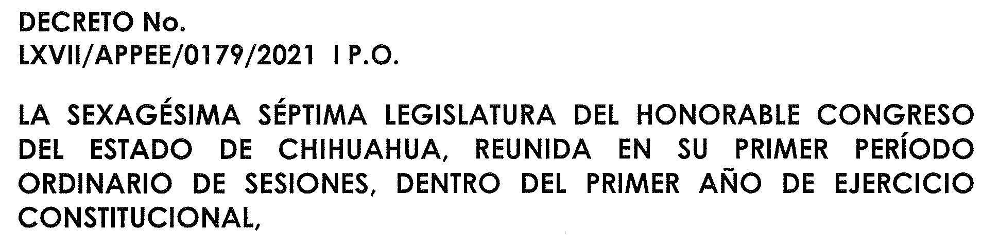 DECRETO No.
LXVII/APPEE/0179/2021 I P.O.
LA SEXAGÉSIMA SÉPTIMA LEGISLATURA DEL HONORABLE CONGRESO
DEL ESTADO DE CHIHUAHUA, REUNIDA EN SU PRIMER PERÍODO
ORDINARIO DE SESIONES, DENTRO DEL PRIMER AÑO DE EJERCICIO
CONSTITUCIONAL,